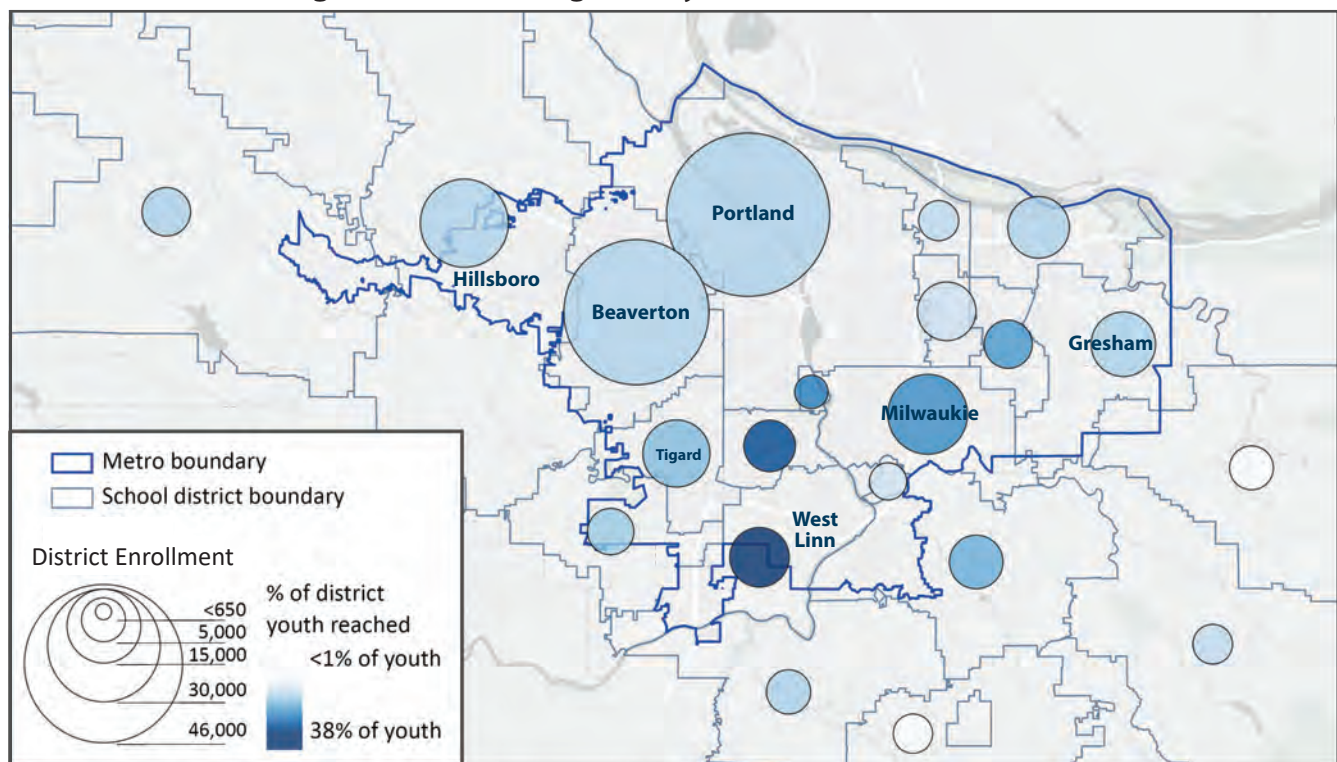 Portland
Hillsboro
Beaverton
Gresham
Milwaukie
Tigard
West
Linn
Metro boundary
School district boundary
District Enrollment
<650
5,000
15,000
30,000
46,000
% of district
youth reached
<1% of youth
38% of youth